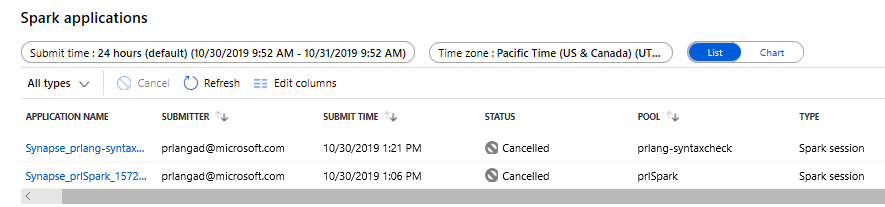 Spark applications
Submit time : 24 hours (default) (10/30/2019 9:52 AM - 10/31/2019 9:52 AM) Time zone : Pacific Time (US & Canada) (UT... List Chart
All types Cancel Refresh Edit columns
APPLICATION NAME SUBMITTER SUBMIT TIME STATUS POOL TYPE
Synapse_prlang-syntax... prlangad@microsoft.com 10/30/2019 1:21 PM Cancelled prlang-syntaxcheck Spark session
Synapse_prlSpark_1572... prlangad@microsoft.com 10/30/2019 1:06 PM Cancelled prlSpark Spark session